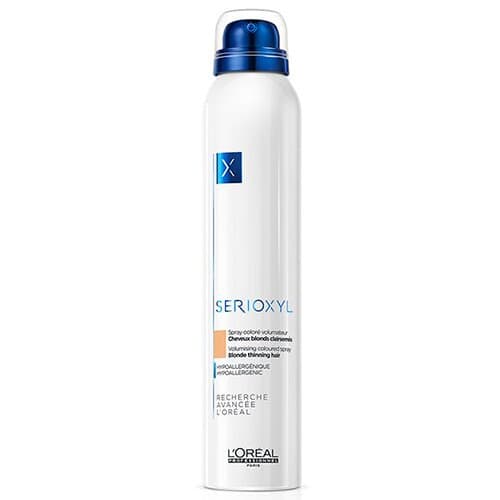 X
SERIOXYL
Spray coloré volumateur
Cheveux blonds clairsemés
Volumising coloured spray
Blonde thinning hair
HYPOALLERGÉNIQUE
HYPOALLERGENIC
RECHERCHE
AVANCÉE
L'ORÉAL
L'ORÉAL
PROFESSIONNEL
PARIS